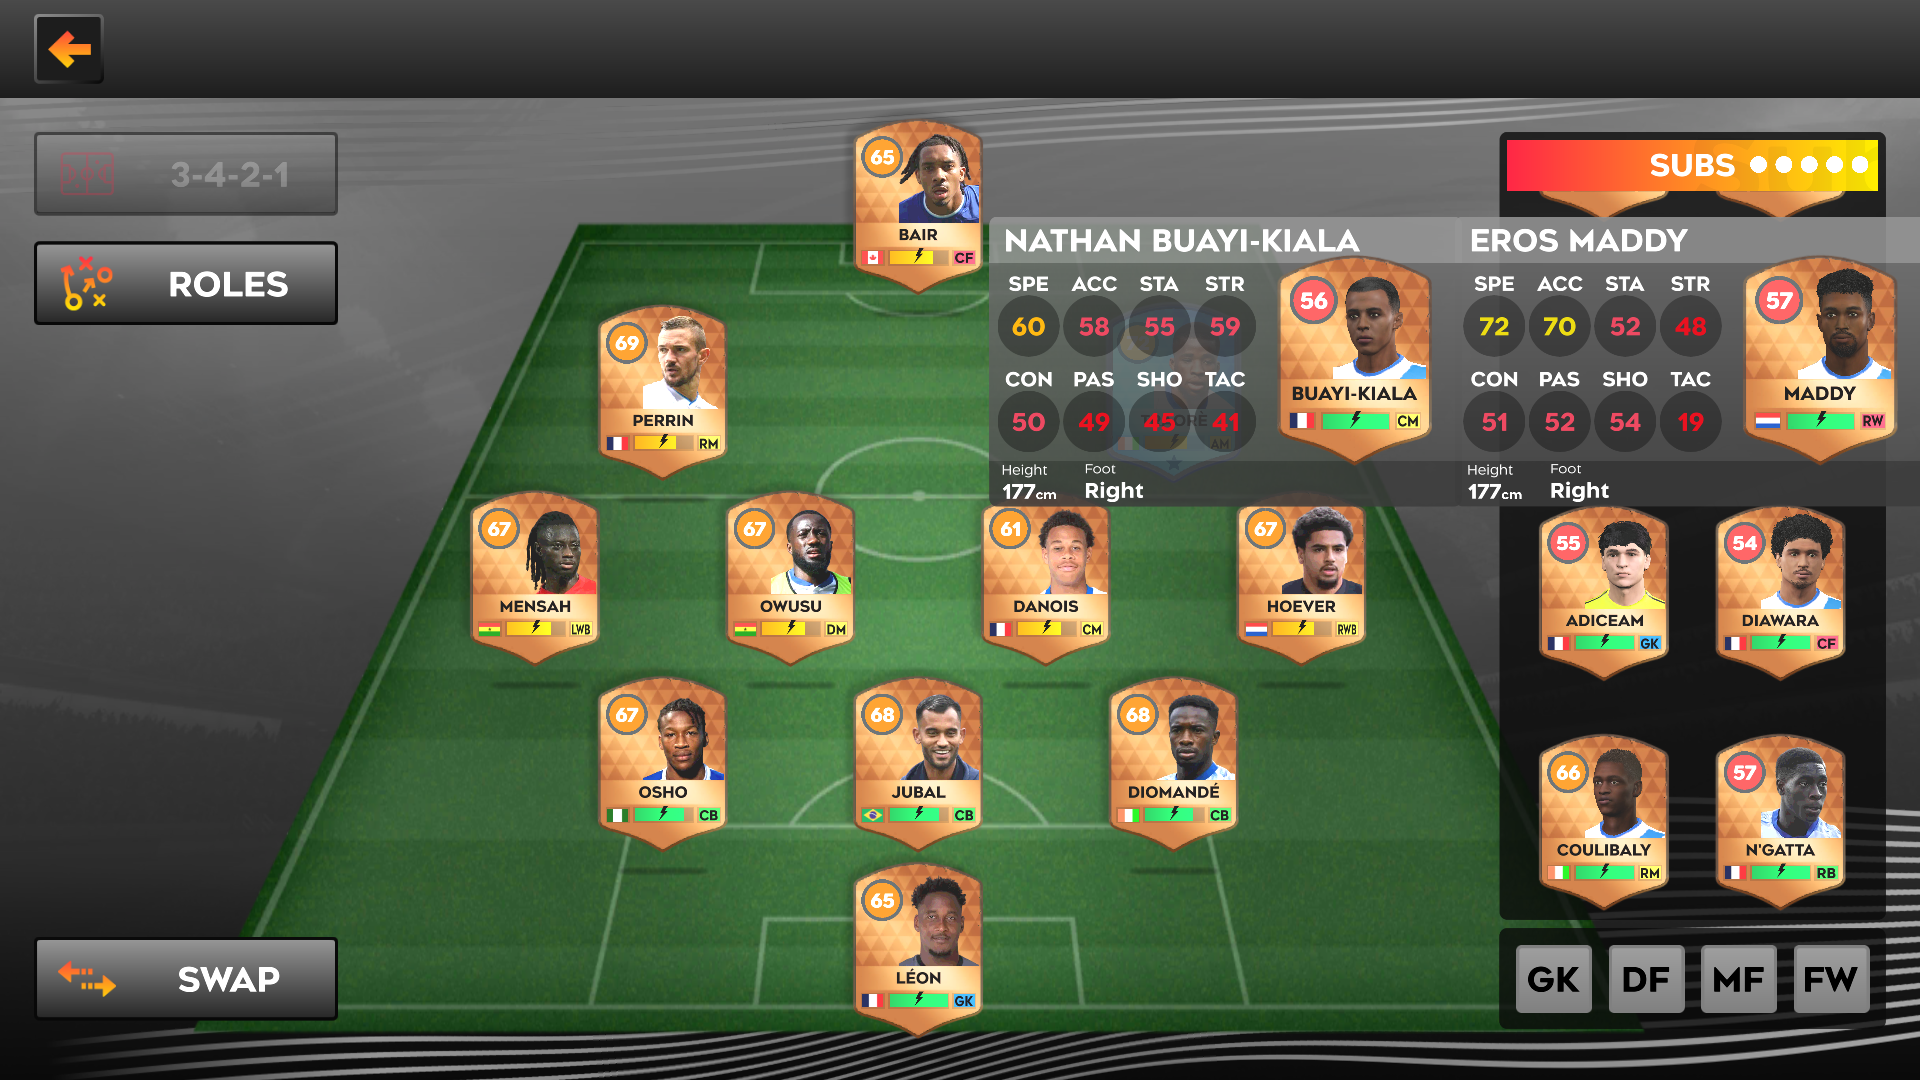 3-4-2-1
ROLES
SWAP
65
BAIR
CF
69
PERRIN
RM
67
MENSAH
LWB
67
OWUSU
DM
61
DANOIS
CM
67
HOEVER
RWB
67
OSHO
CB
68
JUBAL
CB
68
DIOMANDÉ
CB
65
LÉON
GK
SUBS
NATHAN BUAYI-KIALA
SPE ACC STA STR
60 58 55 59
CON PAS SHO TAC
50 49 45 41
Height Foot
177cm Right
56
BUAYI-KIALA
CM
AM
EROS MADDY
SPE ACC STA STR
72 70 52 48
CON PAS SHO TAC
51 52 54 19
Height Foot
177cm Right
57
MADDY
RW
55
ADICEAM
GK
54
DIAWARA
CF
66
COULIBALY
RM
57
N'GATTA
RB
GK DF MF FW